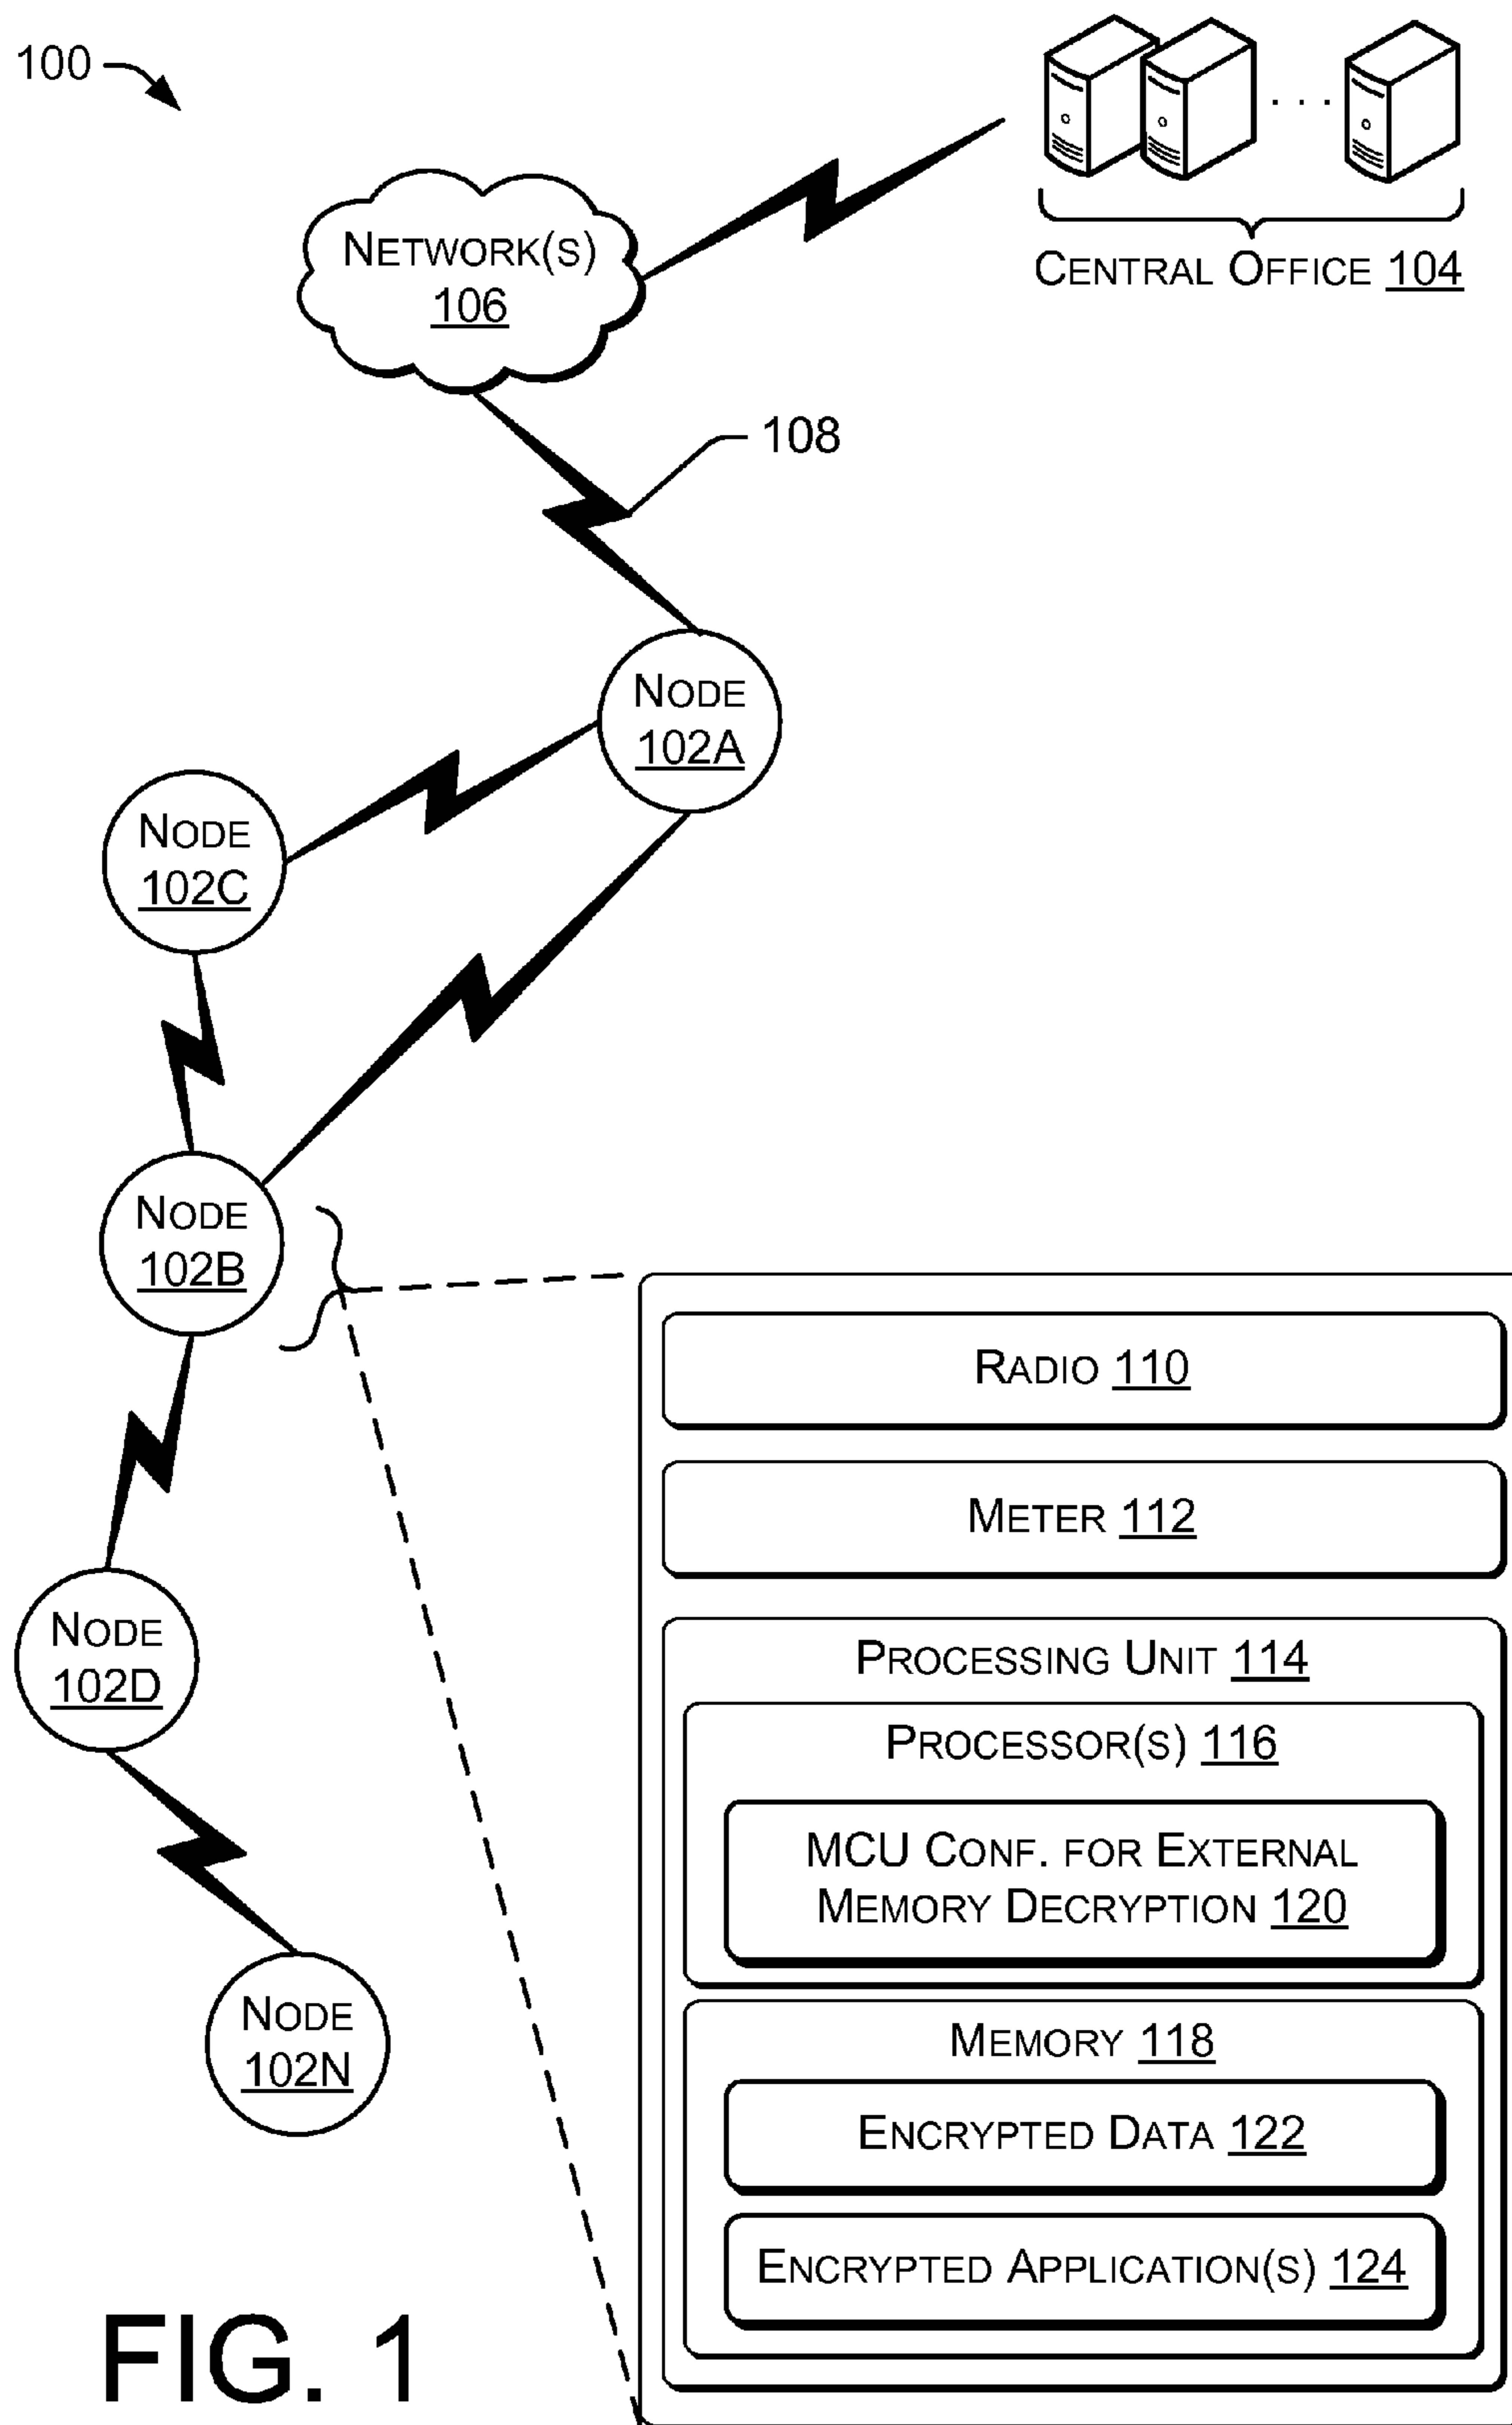 100
NETWORK(S)
106
CENTRAL OFFICE 104
108
NODE
102A
NODE
102C
NODE
102B
NODE
102D
NODE
102N
RADIO 110
METER 112
PROCESSING UNIT 114
PROCESSOR(S) 116
MCU CONF. FOR EXTERNAL
MEMORY DECRYPTION 120
MEMORY 118
ENCRYPTED DATA 122
ENCRYPTED APPLICATION(S) 124
FIG. 1